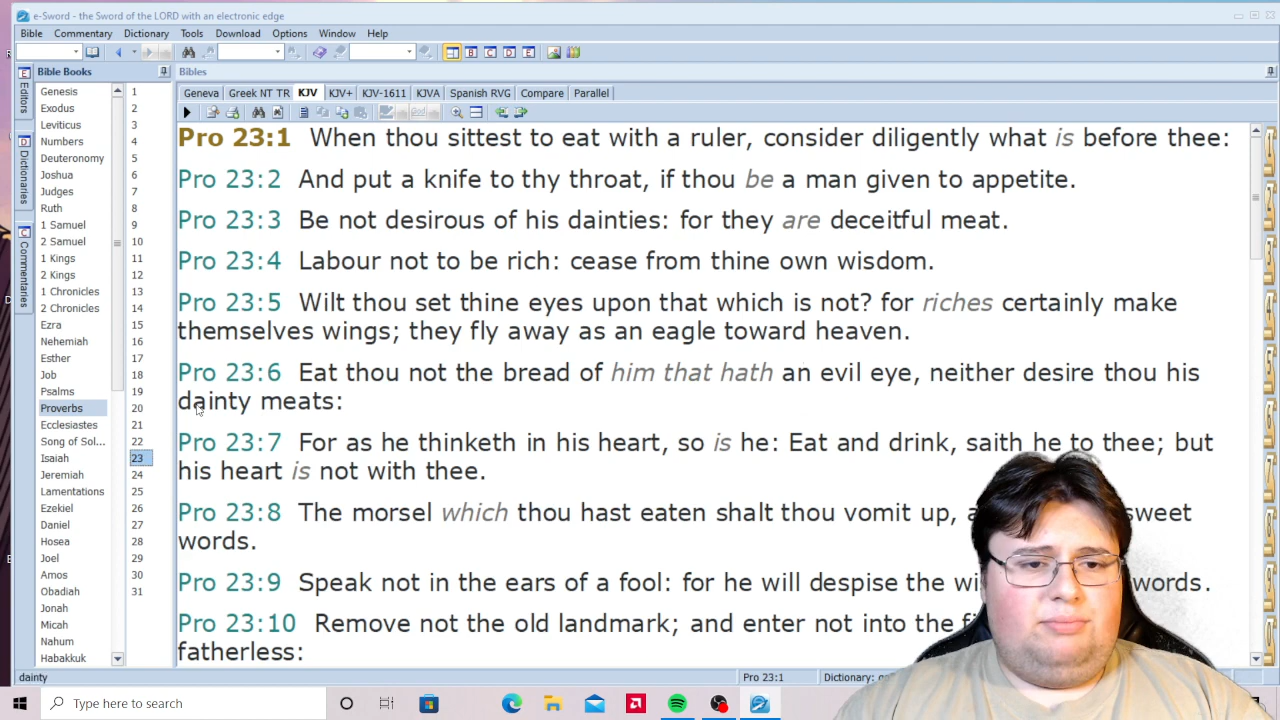 e-Sword - the Sword of the LORD with an electronic edge
Bible Commentary Dictionary Tools Download Options Window Help
Bible Books
Bibles
Editors
Dictionaries
Commentaries
Geneva Greek NT TR KJV KJV+ KJV-1611 KJVA Spanish RVG Compare Parallel
Genesis 1
Exodus 2
Leviticus 3
Numbers 4
Deuteronomy 5
Joshua 6
Judges 7
Ruth 8
1 Samuel 9
2 Samuel 10
1 Kings 11
2 Kings 12
1 Chronicles 13
2 Chronicles 14
Ezra 15
Nehemiah 16
Esther 17
Job 18
Psalms 19
Proverbs 20
Ecclesiastes 21
Song of Sol... 22
Isaiah 23
Jeremiah 24
Lamentations 25
Ezekiel 26
Daniel 27
Hosea 28
Joel 29
Amos 30
Obadiah 31
Jonah
Micah
Nahum
Habakkuk
Pro 23:1 When thou sittest to eat with a ruler, consider diligently what is before thee:
Pro 23:2 And put a knife to thy throat, if thou be a man given to appetite.
Pro 23:3 Be not desirous of his dainties: for they are deceitful meat.
Pro 23:4 Labour not to be rich: cease from thine own wisdom.
Pro 23:5 Wilt thou set thine eyes upon that which is not? for riches certainly make
themselves wings; they fly away as an eagle toward heaven.
Pro 23:6 Eat thou not the bread of him that hath an evil eye, neither desire thou his
dainty meats:
Pro 23:7 For as he thinketh in his heart, so is he: Eat and drink, saith he to thee; but
his heart is not with thee.
Pro 23:8 The morsel which thou hast eaten shalt thou vomit up, sweet
words.
Pro 23:9 Speak not in the ears of a fool: for he will despise the words.
Pro 23:10 Remove not the old landmark; and enter not into the
fatherless:
dainty
Pro 23:1
Dictionary:
Type here to search